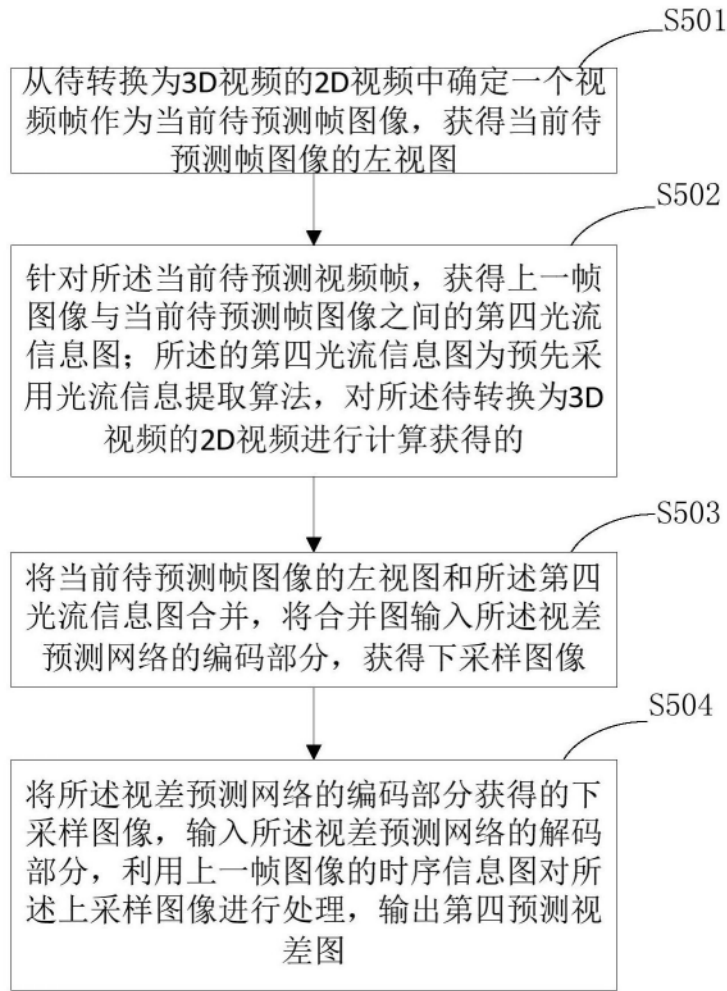 S501
从待转换为3D视频的2D视频中确定一个视
频帧作为当前待预测帧图像，获得当前待
预测帧图像的左视图
S502
针对所述当前待预测视频帧，获得上一帧
图像与当前待预测帧图像之间的第四光流
信息图；所述的第四光流信息图为预先采
用光流信息提取算法，对所述待转换为3D
视频的2D视频进行计算获得的
S503
将当前待预测帧图像的左视图和所述第四
光流信息图合并，将合并图输入所述视差
预测网络的编码部分，获得下采样图像
S504
将所述视差预测网络的编码部分获得的下
采样图像，输入所述视差预测网络的解码
部分，利用上一帧图像的时序信息图对所
述上采样图像进行处理，输出第四预测视
差图